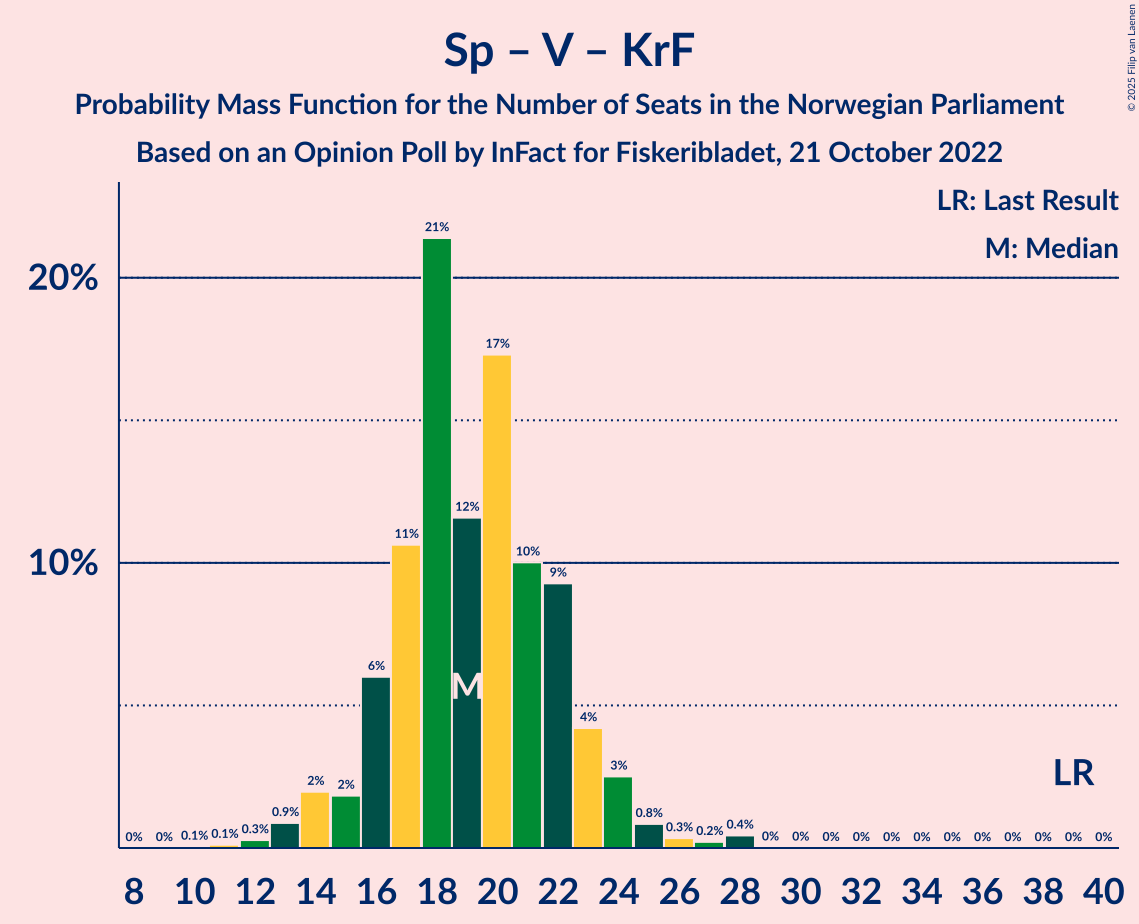 Sp – V – KrF
Probability Mass Function for the Number of Seats in the Norwegian Parliament
Based on an Opinion Poll by InFact for Fiskeribladet, 21 October 2022
© 2025 Filip van Laenen
LR: Last Result
M: Median
20%
10%
0% 0% 0.1% 0.1% 0.3% 0.9% 2% 2% 6% 11% 21% 12% 17% 10% 9% 4% 3% 0.8% 0.3% 0.2% 0.4% 0% 0% 0% 0% 0% 0% 0% 0% 0% 0% 0% 0%
M
LR
8 10 12 14 16 18 20 22 24 26 28 30 32 34 36 38 40